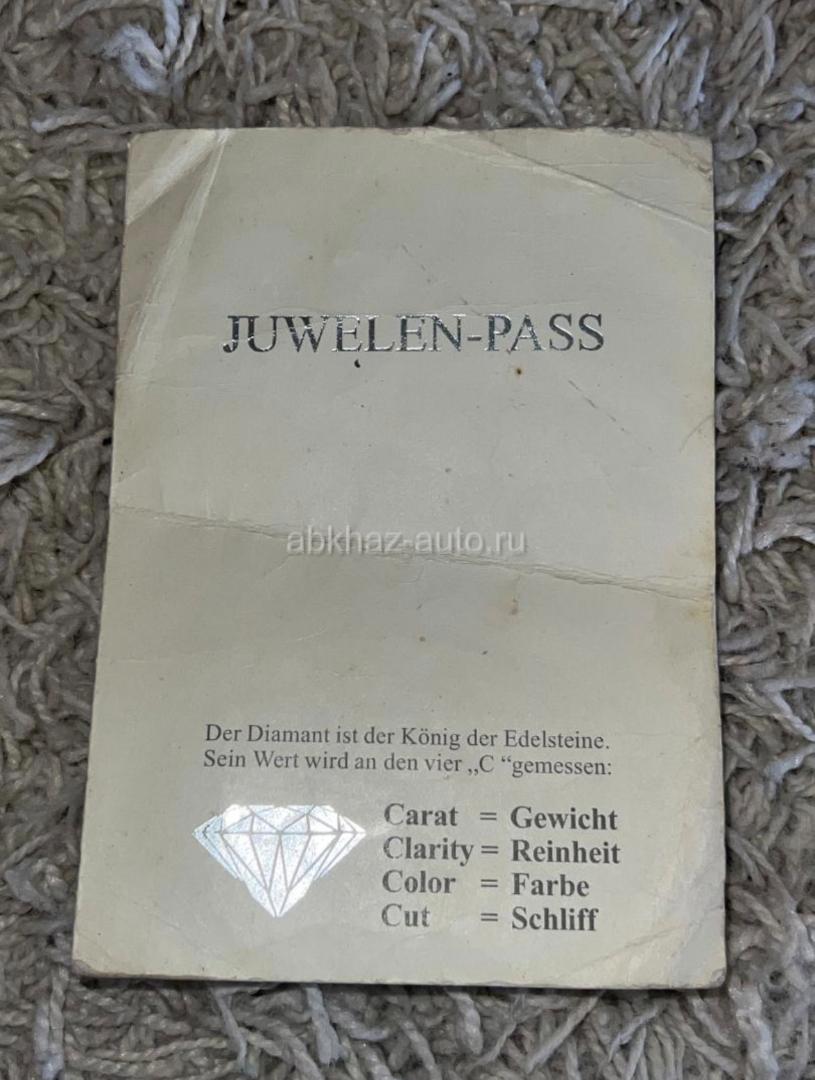 JUWELEN-PASS
abkhaz-auto.ru
Der Diamant ist der König der Edelsteine.
Sein Wert wird an den vier „C “gemessen:
Carat = Gewicht
Clarity = Reinheit
Color = Farbe
Cut = Schliff